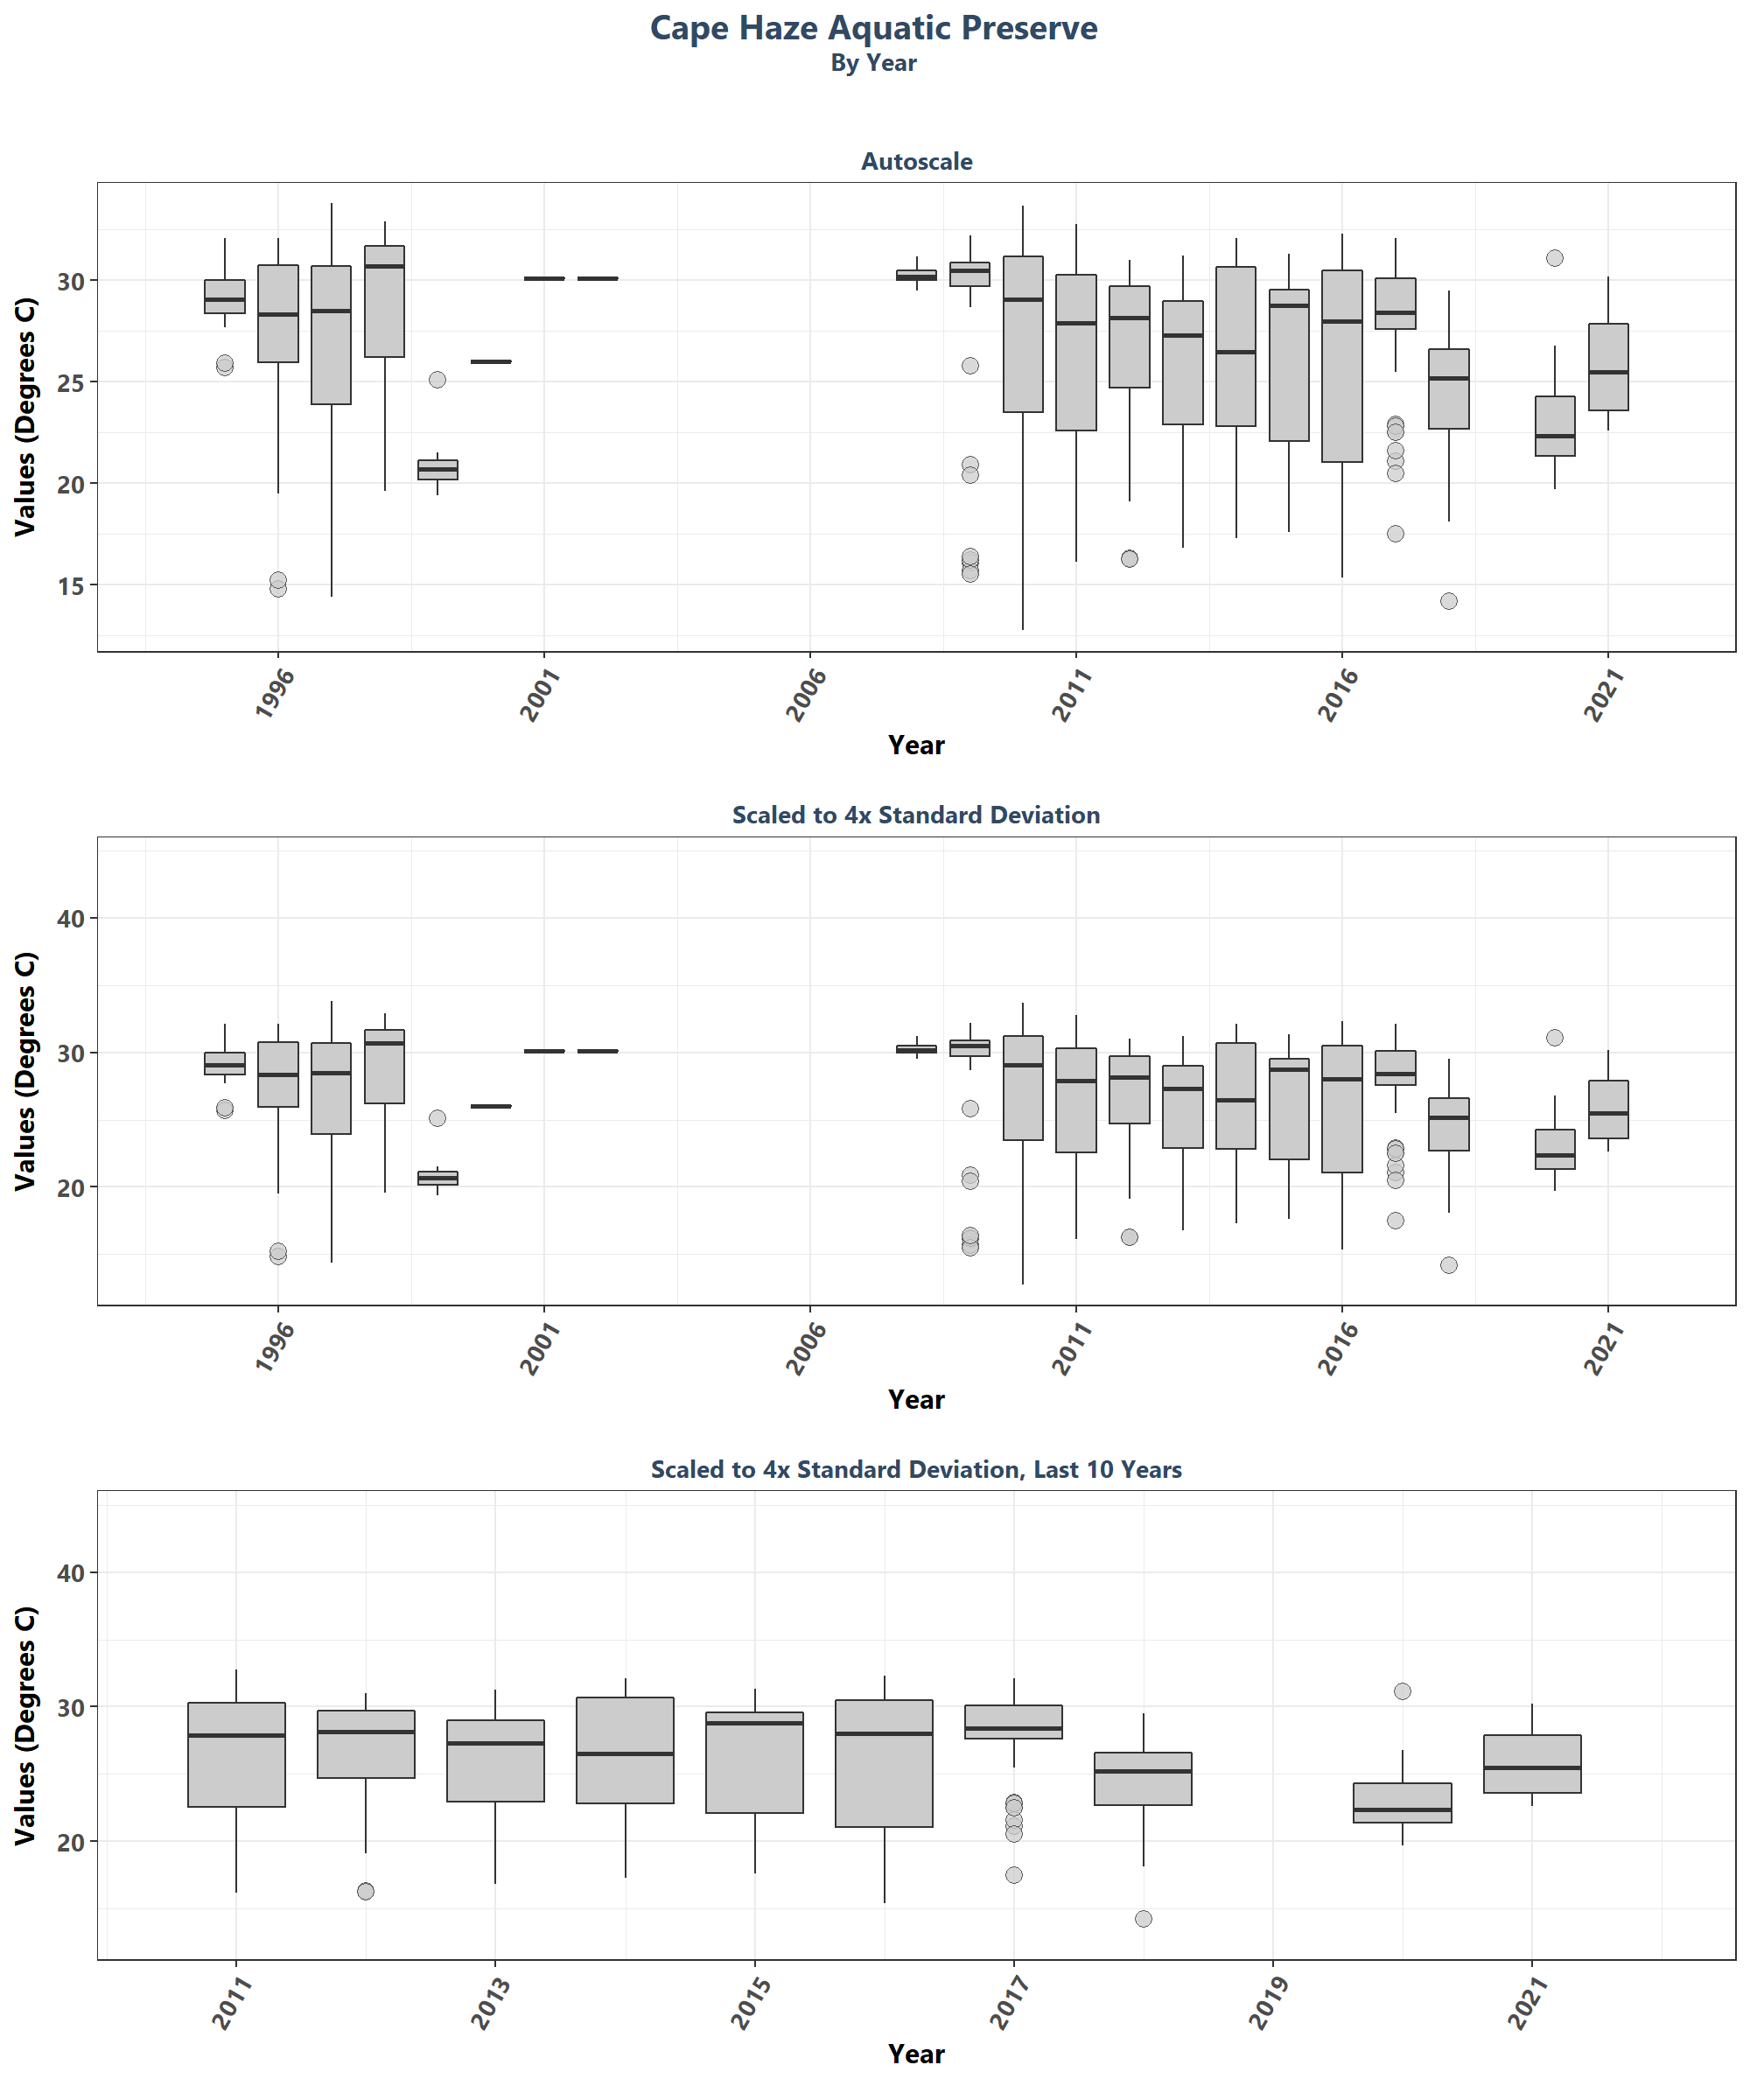 Cape Haze Aquatic Preserve
By Year
Autoscale
Values (Degrees C)
30
25
20
15
1996
2001
2006
2011
2016
2021
Year
Scaled to 4x Standard Deviation
Values (Degrees C)
40
30
20
1996
2001
2006
2011
2016
2021
Year
Scaled to 4x Standard Deviation, Last 10 Years
Values (Degrees C)
40
30
20
2011
2013
2015
2017
2019
2021
Year